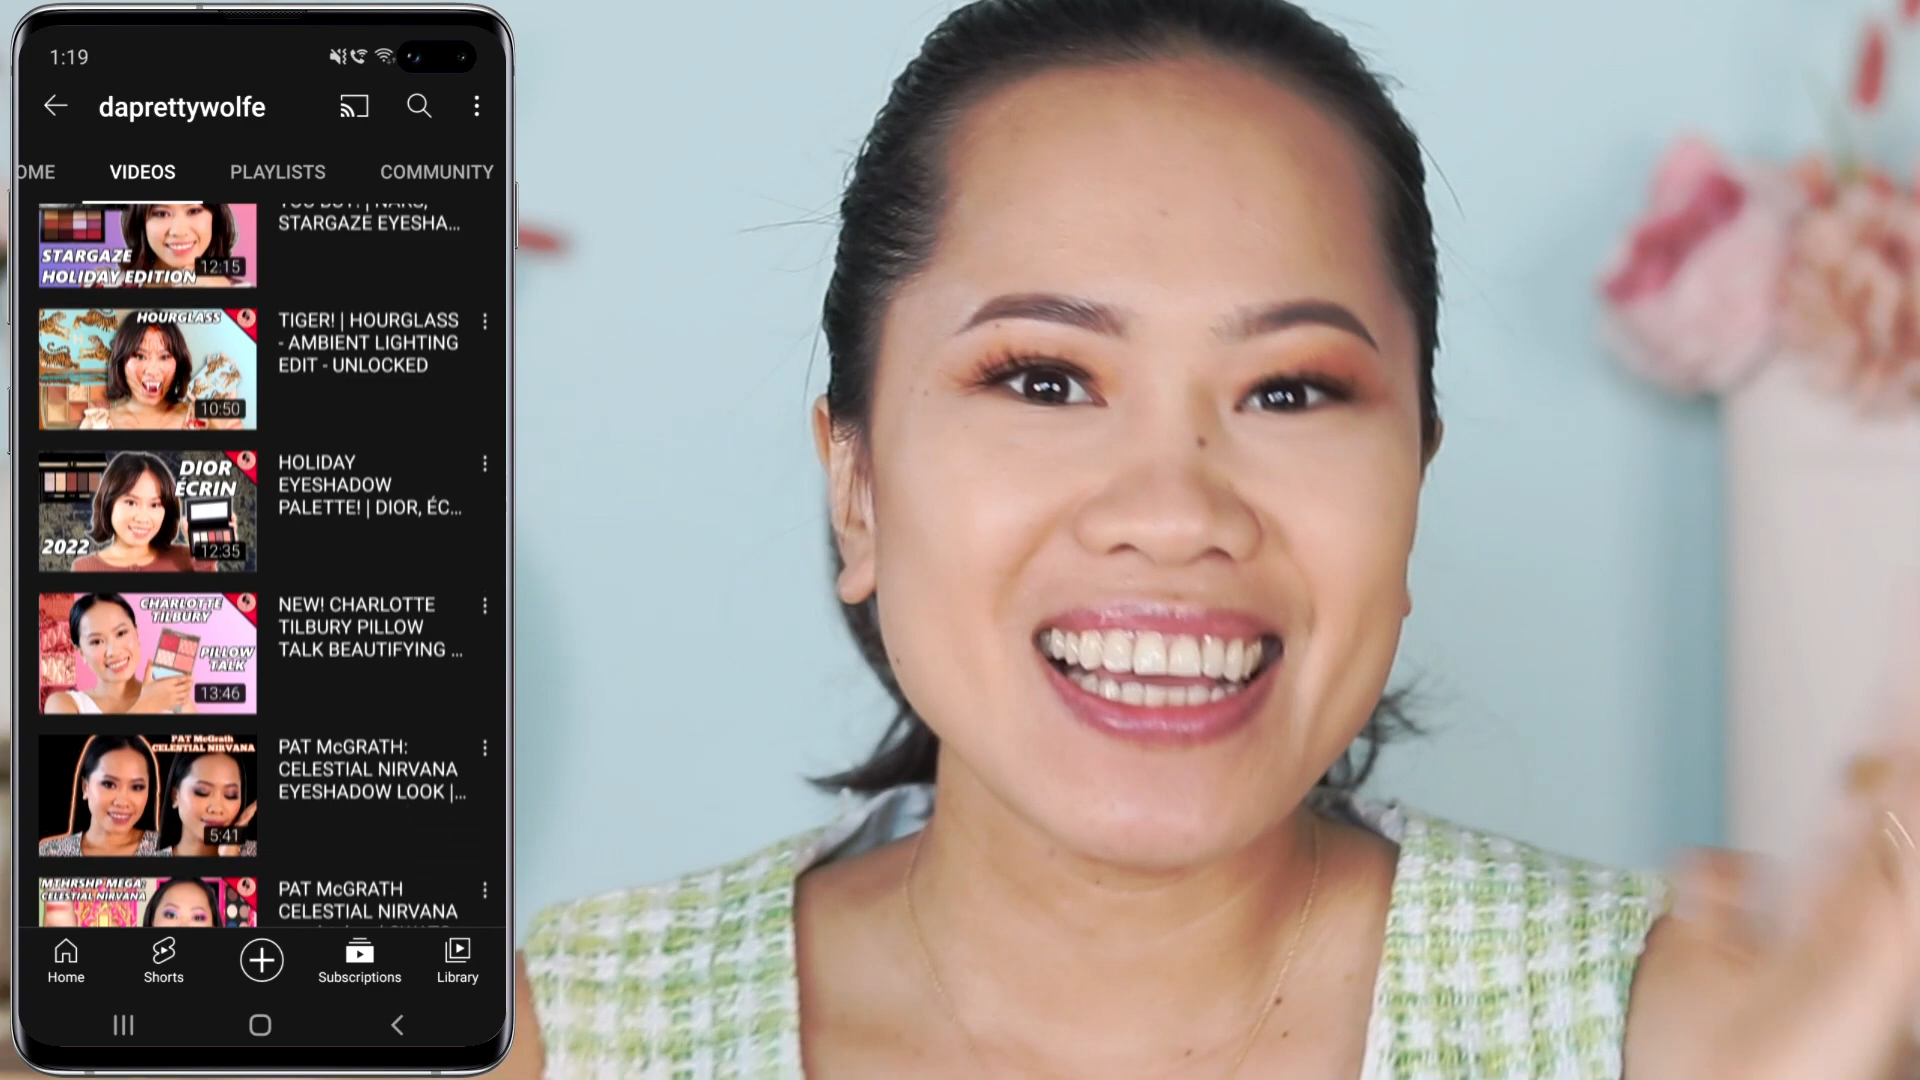 1:19
daprettywolfe
OME VIDEOS PLAYLISTS COMMUNITY
STARGAZE
HOLIDAY EDITION
12:15
STARGAZE EYESHA...
HOURGLASS
10:50
TIGER! | HOURGLASS
- AMBIENT LIGHTING
EDIT - UNLOCKED
DIOR
ÉCRIN
2022
12:35
HOLIDAY
EYESHADOW
PALETTE! | DIOR, ÉC...
CHARLOTTE
TILBURY
PILLOW
TALK
13:46
NEW! CHARLOTTE
TILBURY PILLOW
TALK BEAUTIFYING ...
PAT McGrath
CELESTIAL NIRVANA
5:41
PAT McGRATH:
CELESTIAL NIRVANA
EYESHADOW LOOK |...
MTHRSHP MEGA:
CELESTIAL NIRVANA
PAT McGRATH
CELESTIAL NIRVANA
Home Shorts Subscriptions Library